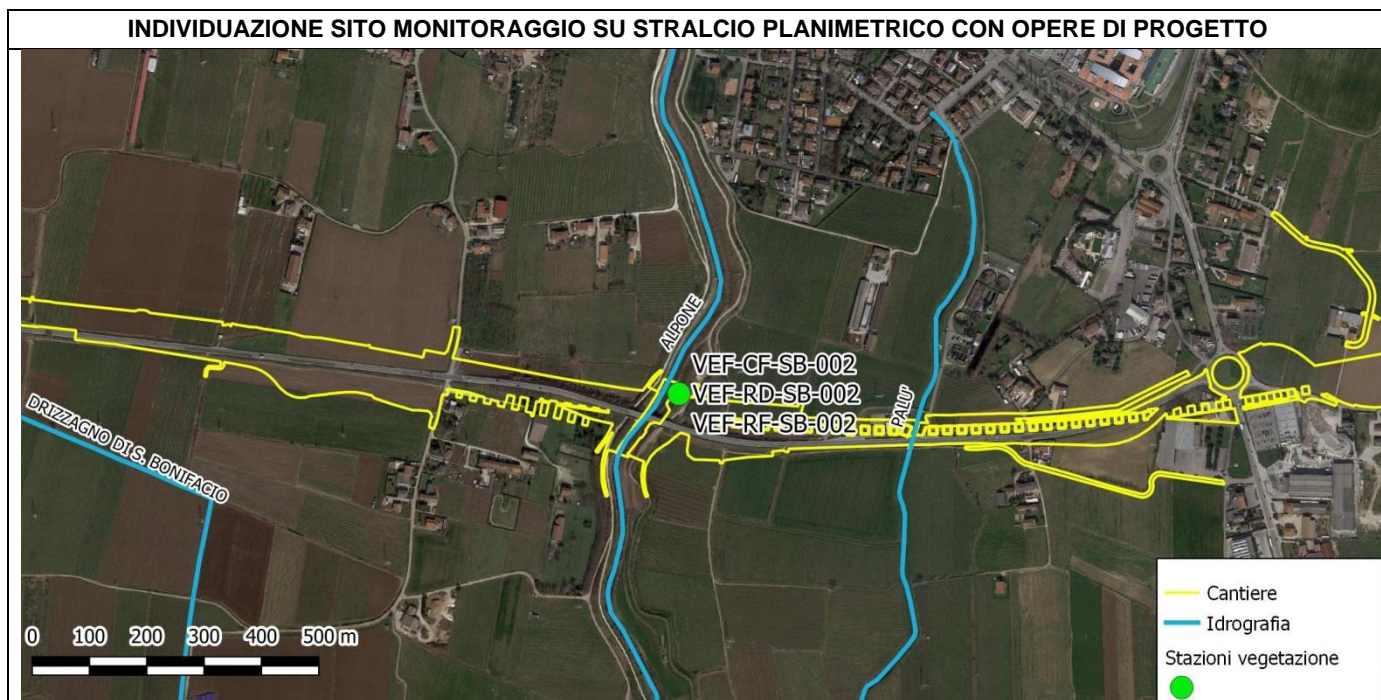 INDIVIDUAZIONE SITO MONITORAGGIO SU STRALCIO PLANIMETRICO CON OPERE DI PROGETTO
ALPONE
VEF-CF-SB-002
VEF-RD-SB-002
VEF-RF-SB-002
PALU'
DRIZZAGNO DI S. BONIFACIO
0 100 200 300 400 500 m
Cantiere
Idrografia
Stazioni vegetazione